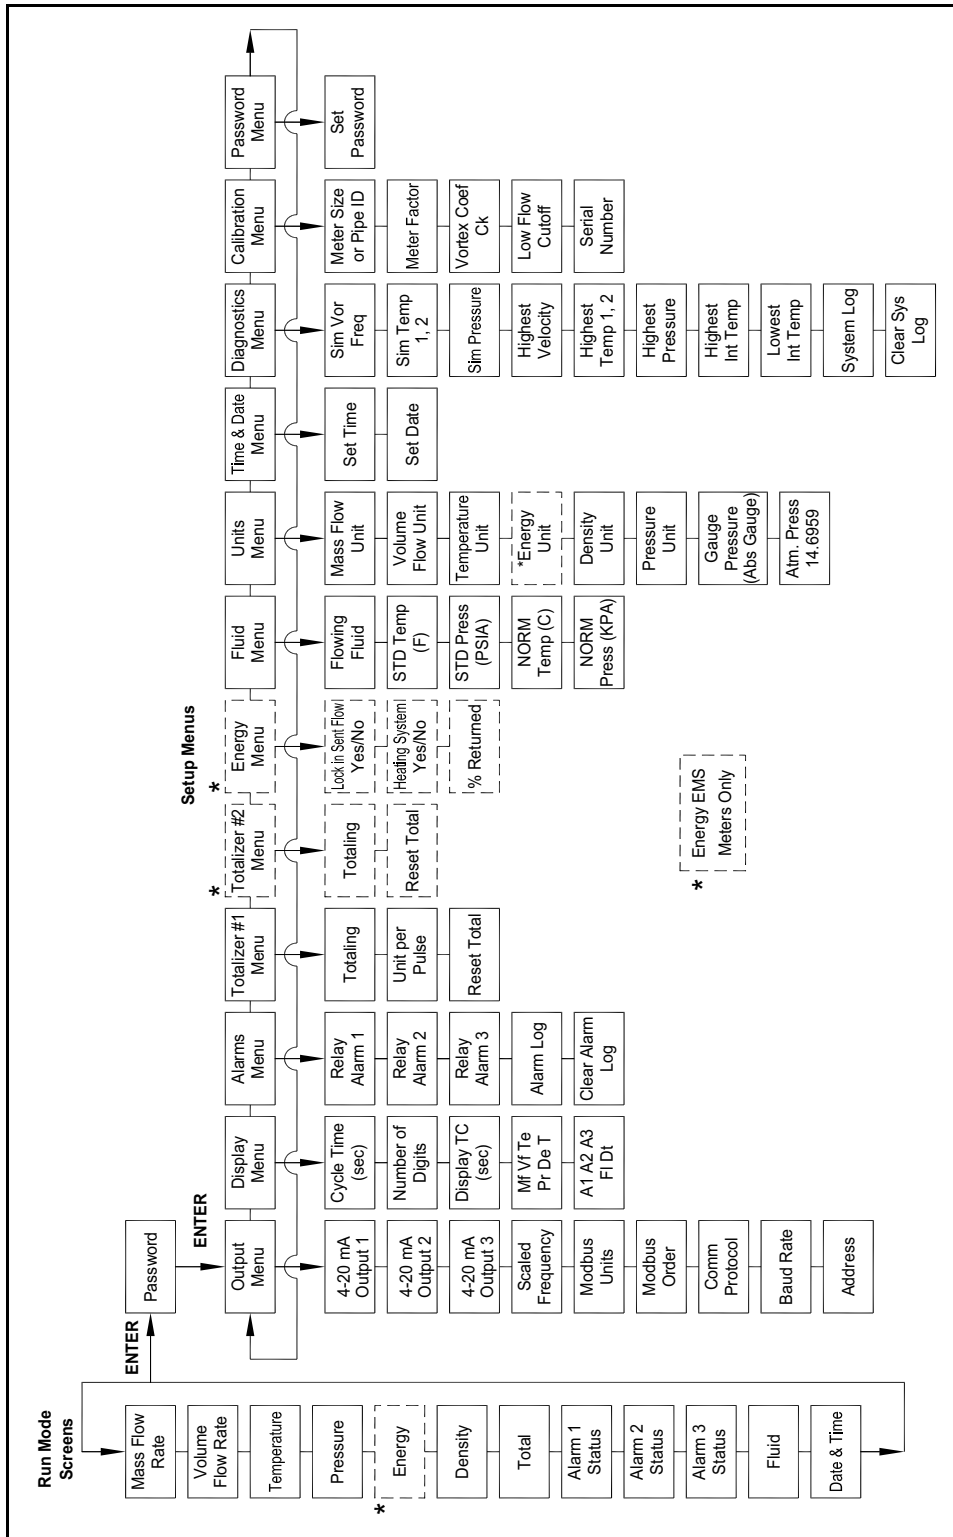 Run Mode
Screens
Mass Flow
Rate
Volume
Flow Rate
Temperature
Pressure
*
Energy
Density
Total
Alarm 1
Status
Alarm 2
Status
Alarm 3
Status
Fluid
Date & Time
ENTER
Password
ENTER
Setup Menus
Output
Menu
4-20 mA
Output 1
4-20 mA
Output 2
4-20 mA
Output 3
Scaled
Frequency
Modbus
Units
Modbus
Order
Comm
Protocol
Baud Rate
Address
Display
Menu
Cycle Time
(sec)
Number of
Digits
Display TC
(sec)
Mf Vf Te
Pr De T
A1 A2 A3
Fl Dt
Alarms
Menu
Relay
Alarm 1
Relay
Alarm 2
Relay
Alarm 3
Alarm Log
Clear Alarm
Log
Totalizer #1
Menu
Totaling
Unit per
Pulse
Reset Total
*
Totalizer #2
Menu
Totaling
Reset Total
*
Energy
Menu
Lock in Sent Flow
Yes/No
Heating System
Yes/No
% Returned
Fluid
Menu
Flowing
Fluid
STD Temp
(F)
STD Press
(PSIA)
NORM
Temp (C)
NORM
Press (KPA)
Units
Menu
Mass Flow
Unit
Volume
Flow Unit
Temperature
Unit
*Energy
Unit
Density
Unit
Pressure
Unit
Gauge
Pressure
(Abs Gauge)
Atm. Press
14.6959
Time & Date
Menu
Set Time
Set Date
Diagnostics
Menu
Sim Vor
Freq
Sim Temp
1, 2
Sim Pressure
Highest
Velocity
Highest
Temp 1, 2
Highest
Pressure
Highest
Int Temp
Lowest
Int Temp
System Log
Clear Sys
Log
Calibration
Menu
Meter Size
or Pipe ID
Meter Factor
Vortex Coef
Ck
Low Flow
Cutoff
Serial
Number
Password
Menu
Set
Password
*
Energy EMS
Meters Only